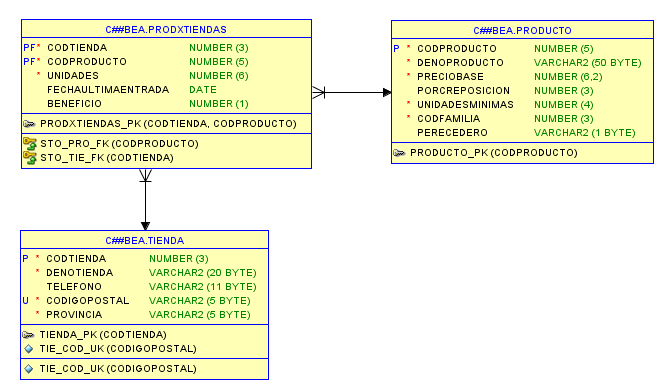 C##BEA.PRODXTIENDAS
PF* CODTIENDA NUMBER (3)
PF* CODPRODUCTO NUMBER (5)
* UNIDADES NUMBER (6)
FECHAULTIMAENTRADA DATE
BENEFICIO NUMBER (1)
PRODXTIENDAS_PK (CODTIENDA, CODPRODUCTO)
STO_PRO_FK (CODPRODUCTO)
STO_TIE_FK (CODTIENDA)
C##BEA.PRODUCTO
P * CODPRODUCTO NUMBER (5)
* DENOPRODUCTO VARCHAR2 (50 BYTE)
* PRECIOBASE NUMBER (6,2)
PORCREPOSICION NUMBER (3)
* UNIDADESMINIMAS NUMBER (4)
* CODFAMILIA NUMBER (3)
PERECEDERO VARCHAR2 (1 BYTE)
PRODUCTO_PK (CODPRODUCTO)
C##BEA.TIENDA
P * CODTIENDA NUMBER (3)
* DENOTIENDA VARCHAR2 (20 BYTE)
TELEFONO VARCHAR2 (11 BYTE)
U * CODIGOPOSTAL VARCHAR2 (5 BYTE)
* PROVINCIA VARCHAR2 (5 BYTE)
TIENDA_PK (CODTIENDA)
TIE_COD_UK (CODIGOPOSTAL)
TIE_COD_UK (CODIGOPOSTAL)